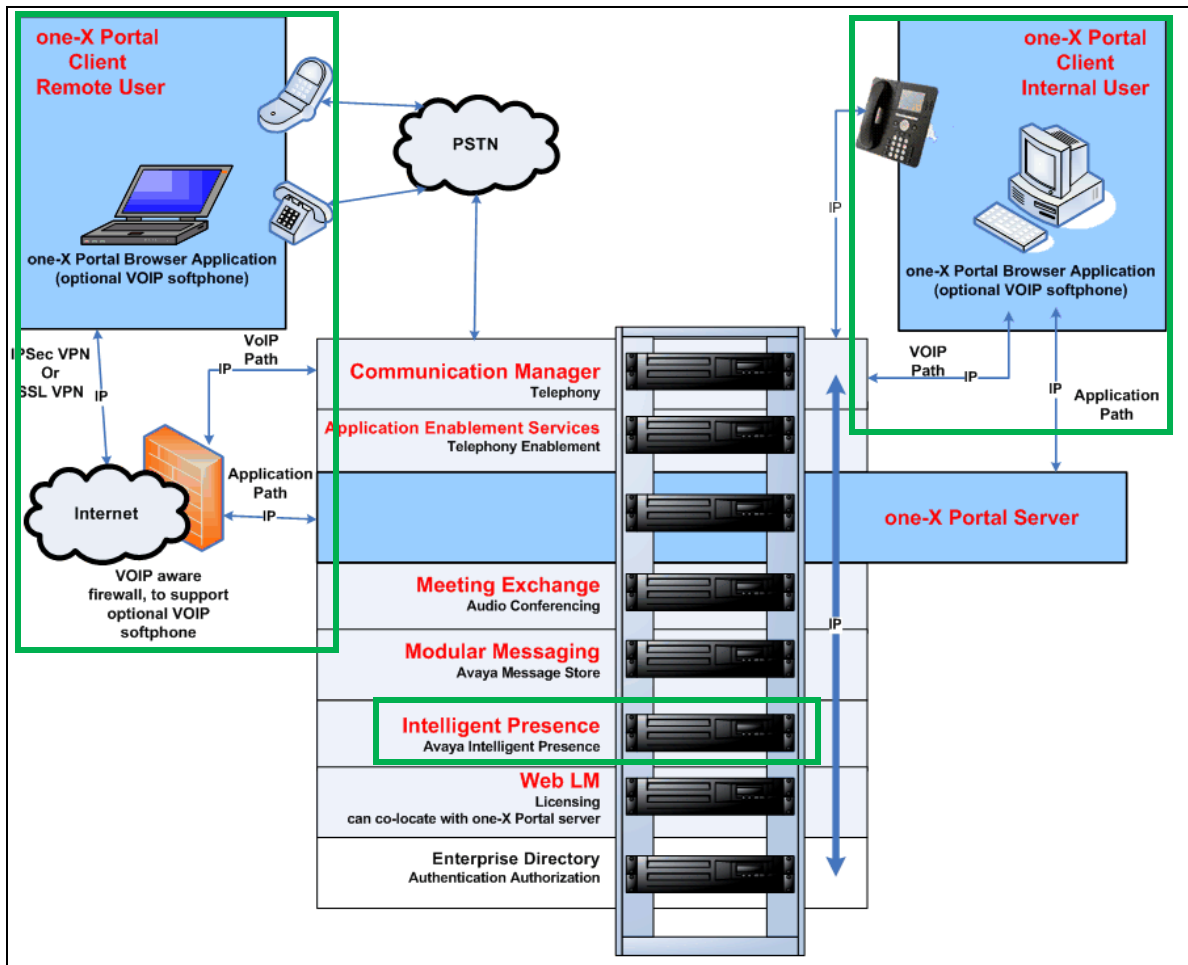 one-X Portal
Client
Remote User
one-X Portal Browser Application
(optional VOIP softphone)
PSTN
one-X Portal
Client
Internal User
IP
one-X Portal Browser Application
(optional VOIP softphone)
IPSec VPN
Or
SSL VPN
IP
VoIP
Path
IP
Internet
Application
Path
IP
VOIP aware
firewall, to support
optional VOIP
softphone
VOIP
Path
IP
IP
Application
Path
Communication Manager
Telephony
Application Enablement Services
Telephony Enablement
one-X Portal Server
Meeting Exchange
Audio Conferencing
IP
Modular Messaging
Avaya Message Store
Intelligent Presence
Avaya Intelligent Presence
Web LM
Licensing
can co-locate with one-X Portal server
Enterprise Directory
Authentication Authorization